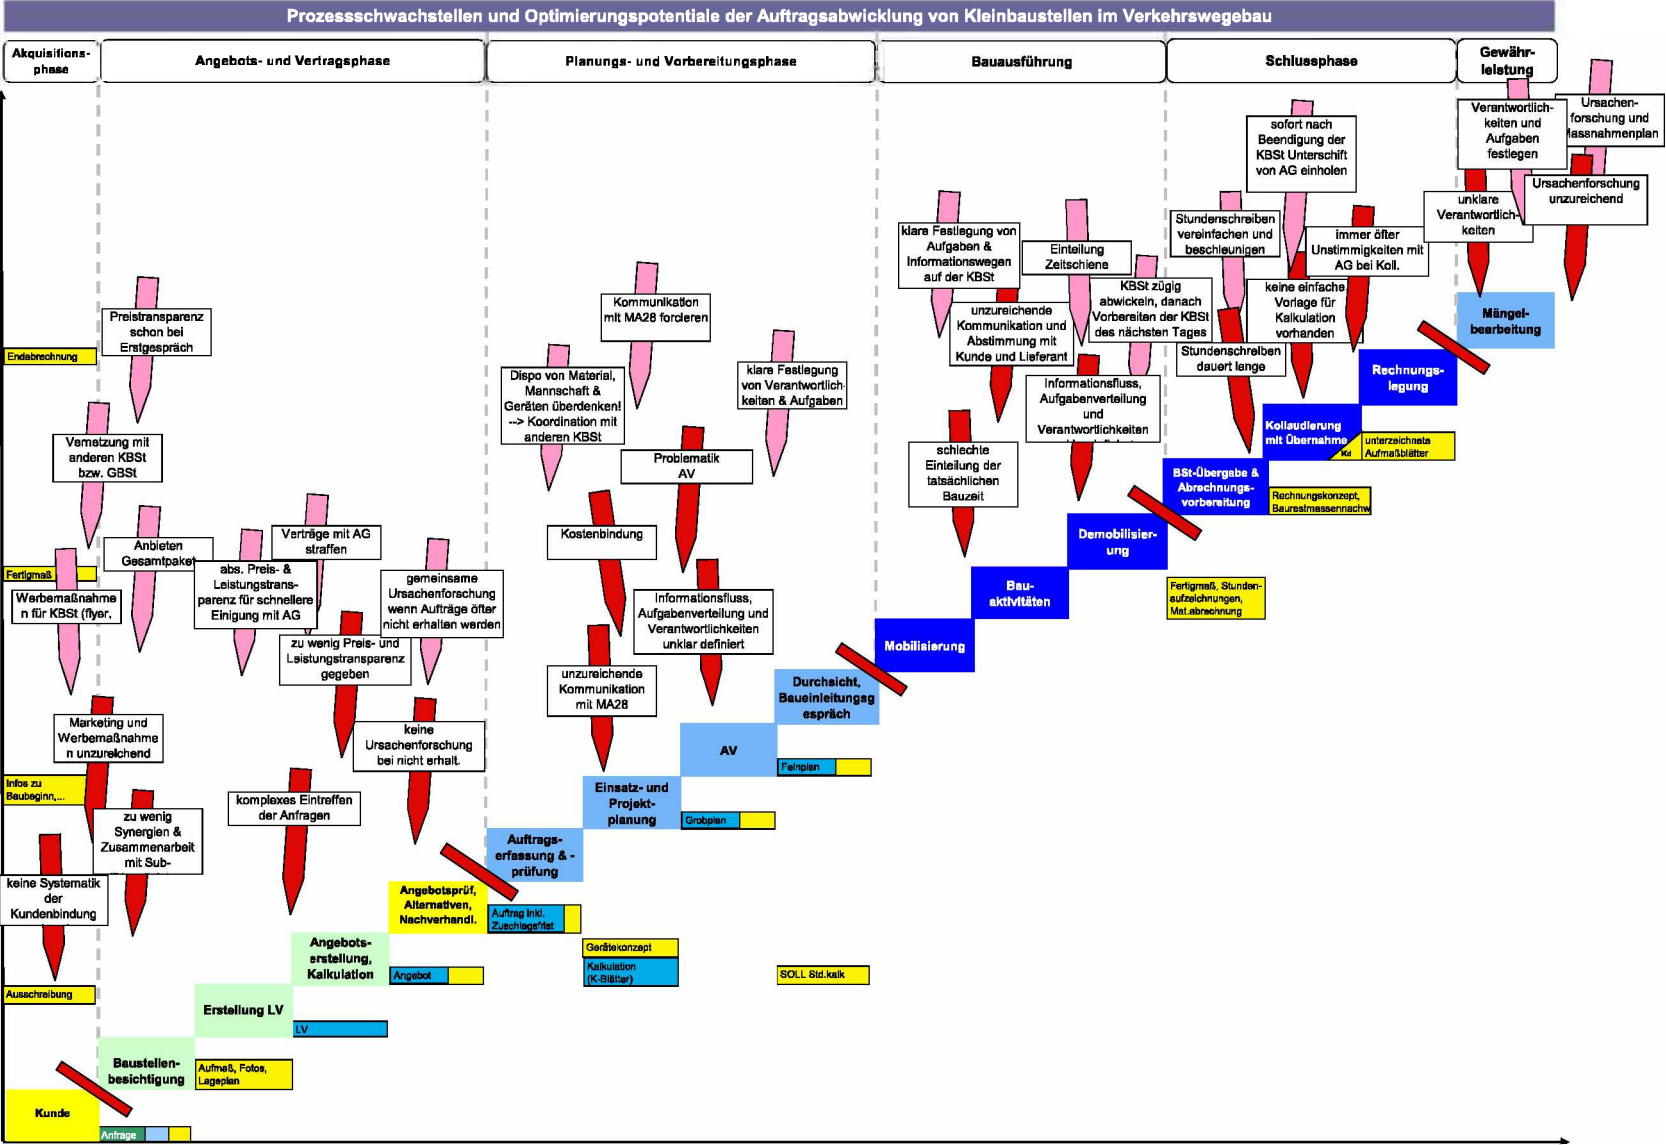 Prozessschwachstellen und Optimierungspotentiale der Auftragsabwicklung von Kleinbaustellen im Verkehrswegebau
Akquisitions-
phase
Angebots- und Vertragsphase
Planungs- und Vorbereitungsphase
Bauausführung
Schlussphase
Gewähr-
leistung
Endabrechnung
Fertigmaß
Infos zu
Baubeginn,...
Ausschreibung
Preistransparenz
schon bei
Erstgespräch
Vernetzung mit
anderen KBSt
bzw. GBSt
Werbemaßnahme
n für KBSt (flyer,
Anbieten
Gesamtpaket
abs. Preis- &
Leistungstrans-
parenz für schnellere
Einigung mit AG
Verträge mit AG
straffen
gemeinsame
Ursachenforschung
wenn Aufträge öfter
nicht erhalten werden
zu wenig Preis- und
Leistungstransparenz
gegeben
keine
Ursachenforschung
bei nicht erhalt.
Marketing und
Werbemaßnahme
n unzureichend
zu wenig
Synergien &
Zusammenarbeit
mit Sub-
keine Systematik
der
Kundenbindung
komplexes Eintreffen
der Anfragen
Dispo von Material,
Mannschaft &
Geräten überdenken!
--> Koordination mit
anderen KBSt
Kommunikation
mit MA28 forcieren
klare Festlegung
von Verantwortlich-
keiten & Aufgaben
Problematik
AV
Kostenbindung
Informationsfluss,
Aufgabenverteilung und
Verantwortlichkeiten
unklar definiert
unzureichende
Kommunikation
mit MA28
klare Festlegung von
Aufgaben &
Informationswegen
auf der KBSt
Einteilung
Zeitschiene
KBSt zügig
abwickeln, danach
Vorbereiten der KBSt
des nächsten Tages
unzureichende
Kommunikation und
Abstimmung mit
Kunde und Lieferant
Informationsfluss,
Aufgabenverteilung
und
Verantwortlichkeiten
schlechte
Einteilung der
tatsächlichen
Bauzeit
sofort nach
Beendigung der
KBSt Unterschift
von AG einholen
Stundenschreiben
vereinfachen und
beschleunigen
immer öfter
Unstimmigkeiten mit
AG bei Koll.
keine einfache
Vorlage für
Kalkulation
vorhanden
Stundenschreiben
dauert lange
Verantwortlich-
keiten und
Aufgaben
festlegen
Ursachen-
forschung und
Massnahmenplan
unklare
Verantwortlich-
keiten
Ursachenforschung
unzureichend
Mängel-
bearbeitung
Rechnungs-
legung
Kollaudierung
mit Übernahme
Kd
unterzeichnete
Aufmaßblätter
BSt-Übergabe &
Abrechnungs-
vorbereitung
Rechnungskonzept,
Baurestmassennachw
Demobilisier-
ung
Bau-
aktivitäten
Fertigmaß, Stunden-
aufzeichnungen,
Mat.abrechnung
Mobilisierung
Durchsicht,
Baueinleitungsg
espräch
AV
Feinplan
Einsatz- und
Projekt-
planung
Grobplan
Auftrags-
erfassung & -
prüfung
Auftrag inkl.
Zuschlagsfrist
Gerätekonzept
Kalkulation
(K-Blätter)
SOLL Std.kalk
Angebotsprüf,
Alternativen,
Nachverhandl.
Angebots-
erstellung,
Kalkulation
Angebot
Erstellung LV
LV
Baustellen-
besichtigung
Aufmaß, Fotos,
Lageplan
Kunde
Anfrage